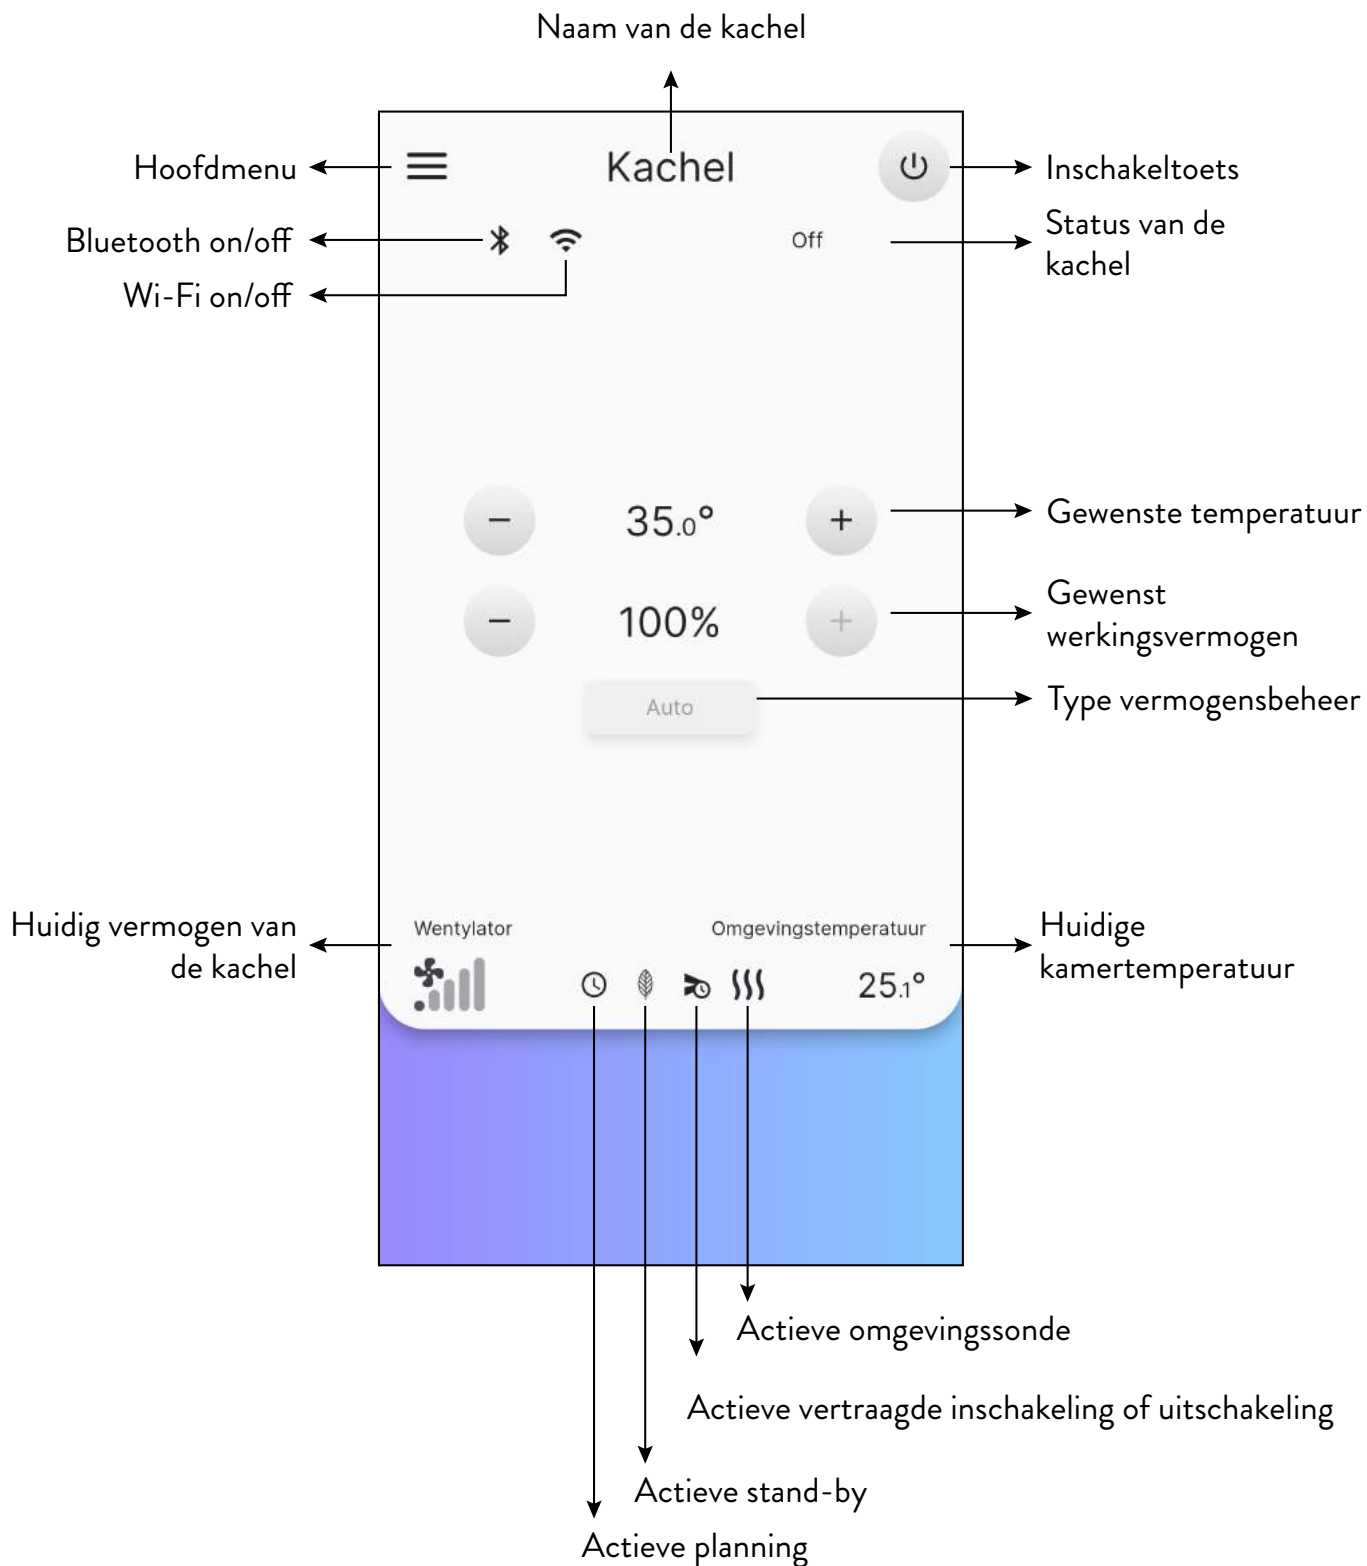 Naam van de kachel
Hoofdmenu
Kachel
Inschakeltoets
Bluetooth on/off
Off
Status van de
kachel
Wi-Fi on/off
35.0°
Gewenste temperatuur
100%
Gewenst
werkingsvermogen
Auto
Type vermogensbeheer
Huidig vermogen van
de kachel
Wentylator
Omgevingstemperatuur
25.1°
Huidige
kamertemperatuur
Actieve omgevingssonde
Actieve vertraagde inschakeling of uitschakeling
Actieve stand-by
Actieve planning